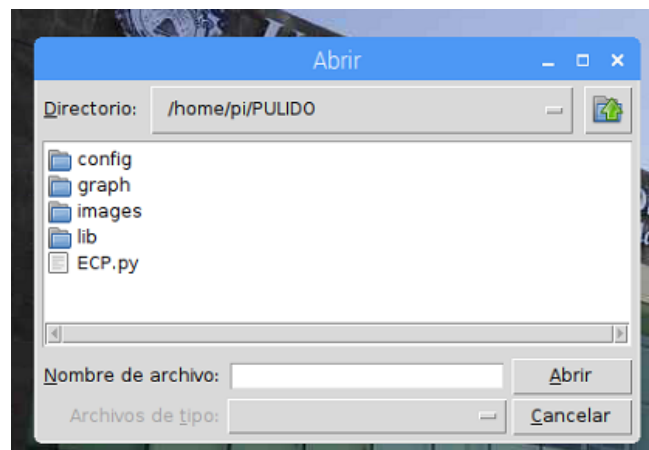 Abrir
Directorio: /home/pi/PULIDO
config
graph
images
lib
ECP.py
Nombre de archivo: Abrir
Archivos de tipo: Cancelar